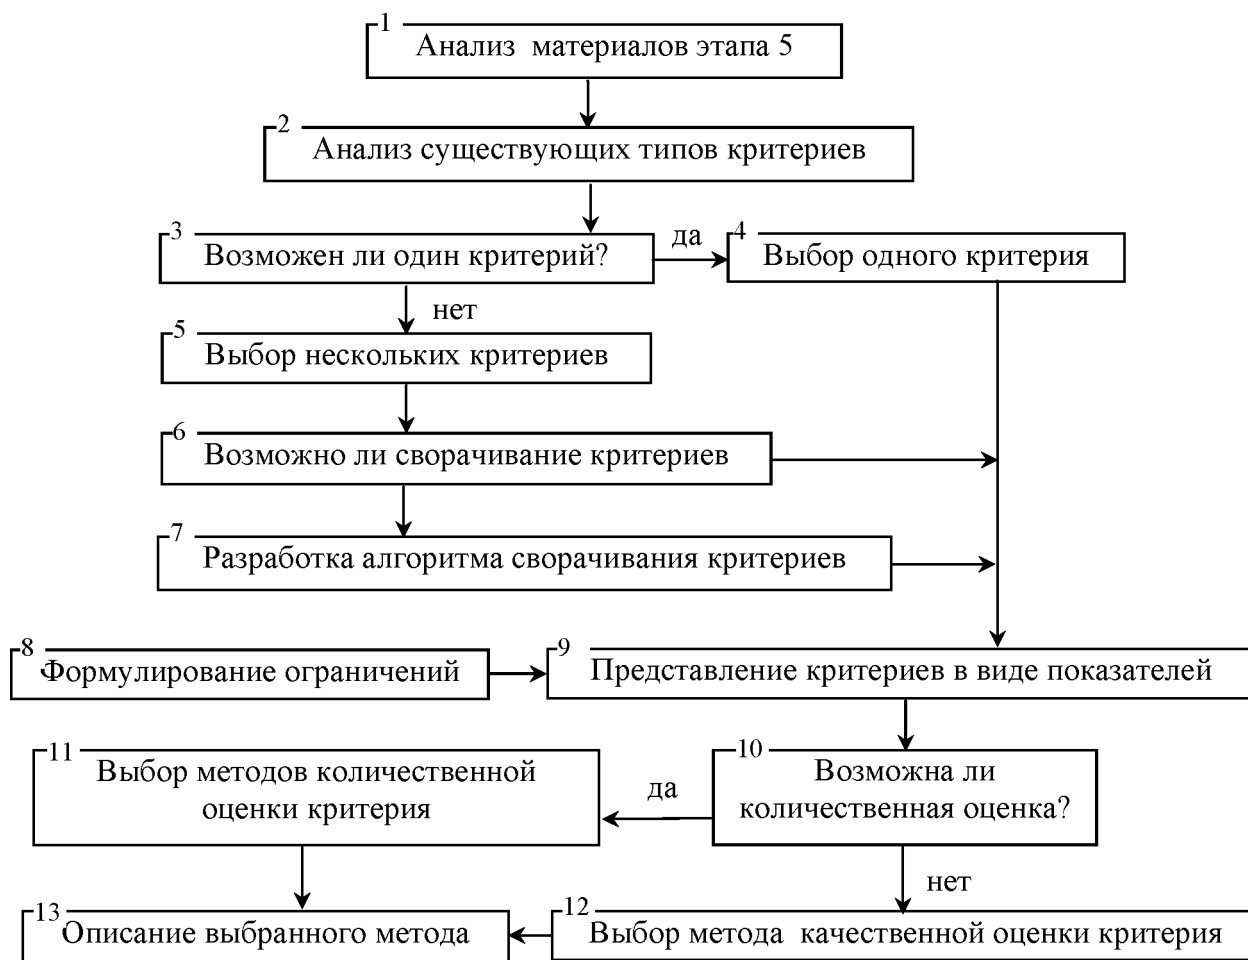 1
Анализ материалов этапа 5
2
Анализ существующих типов критериев
3
Возможен ли один критерий?
да
4
Выбор одного критерия
нет
5
Выбор нескольких критериев
6
Возможно ли сворачивание критериев
7
Разработка алгоритма сворачивания критериев
8
Формулирование ограничений
9
Представление критериев в виде показателей
10
Возможна ли
количественная оценка?
да
11
Выбор методов количественной
оценки критерия
нет
12
Выбор метода качественной оценки критерия
13
Описание выбранного метода